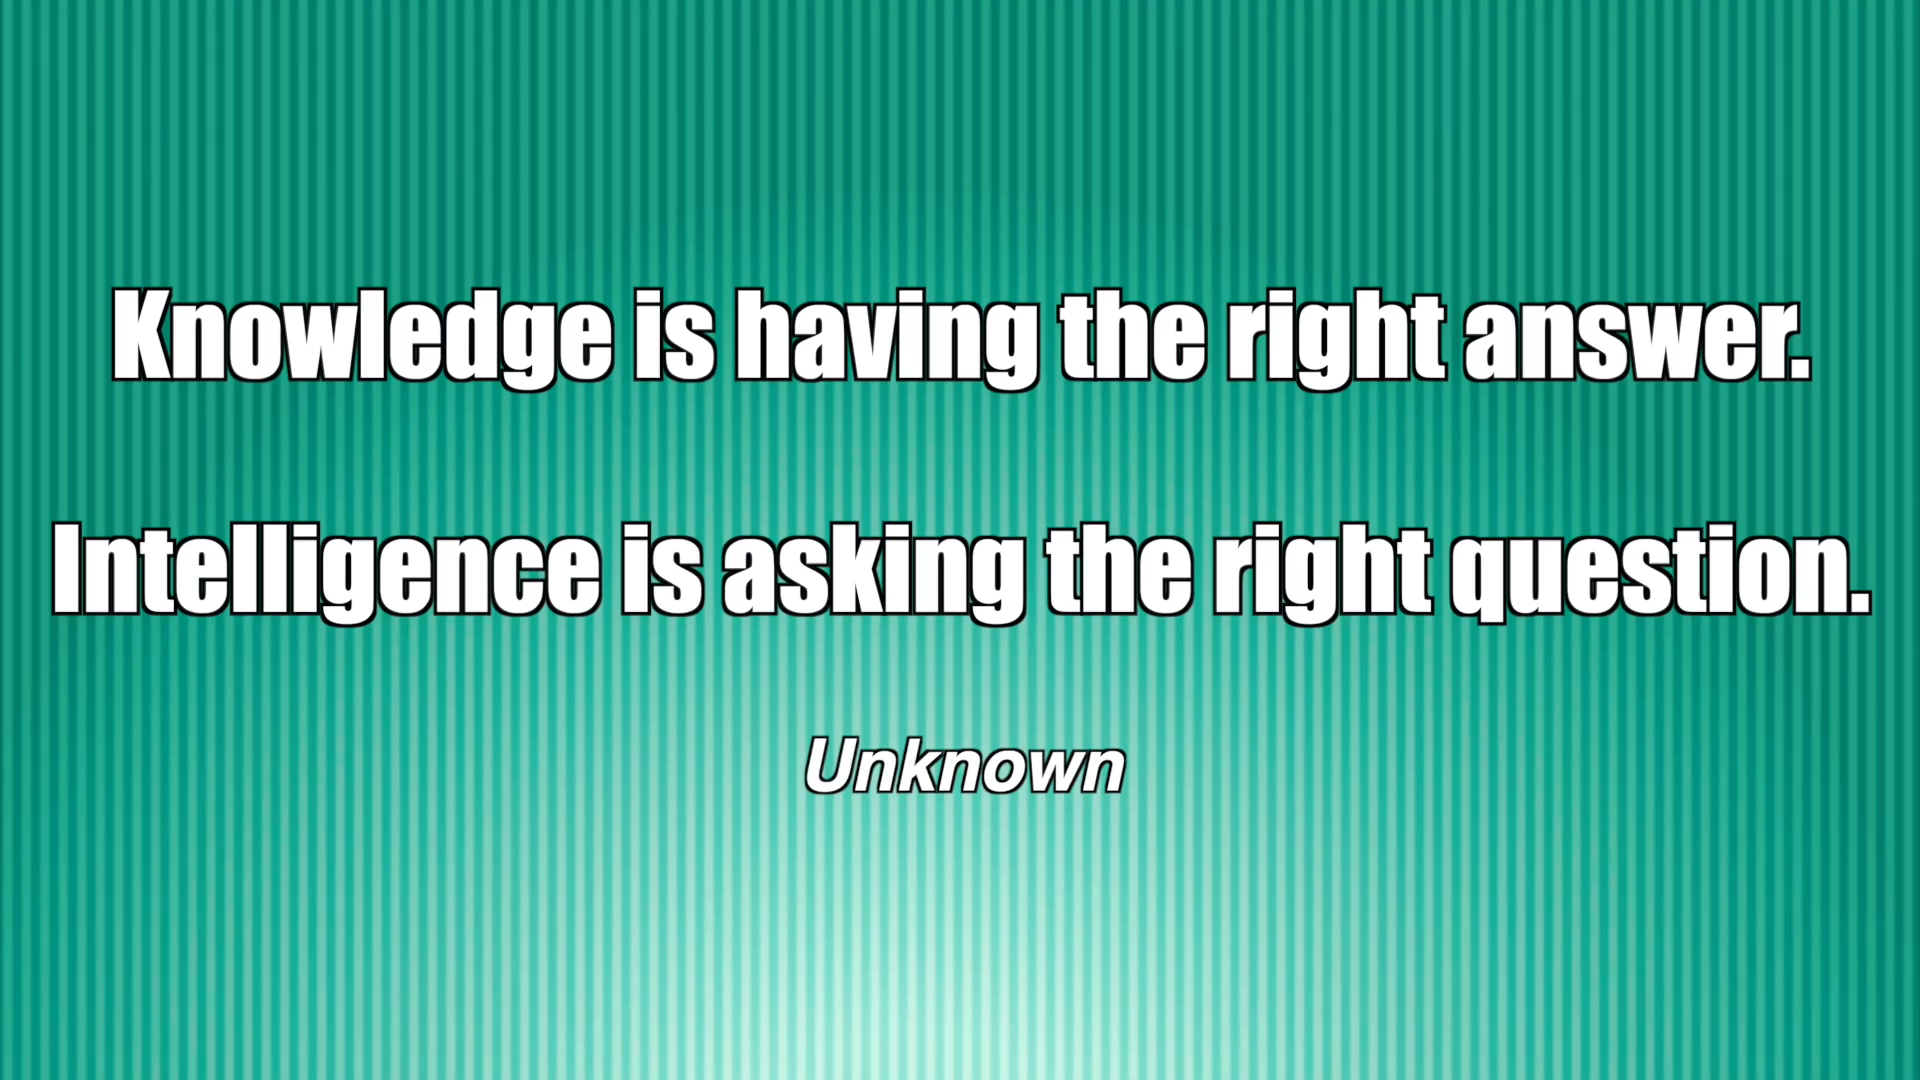 Knowledge is having the right answer.
Intelligence is asking the right question.
Unknown